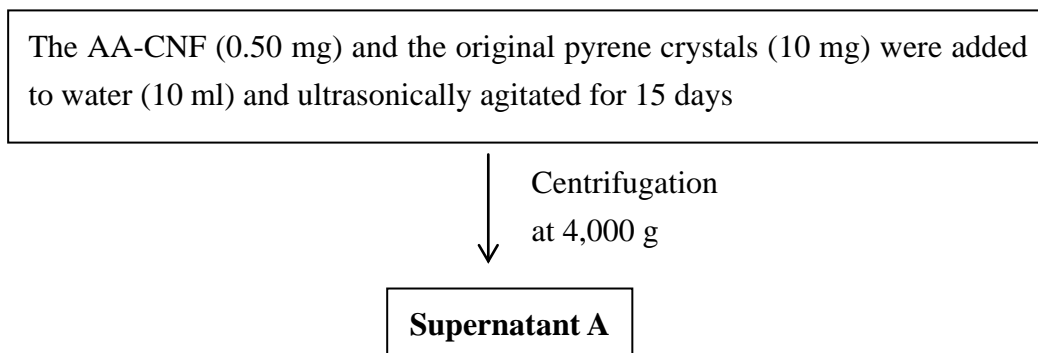 The AA-CNF (0.50 mg) and the original pyrene crystals (10 mg) were added
to water (10 ml) and ultrasonically agitated for 15 days
Centrifugation
at 4,000 g
Supernatant A